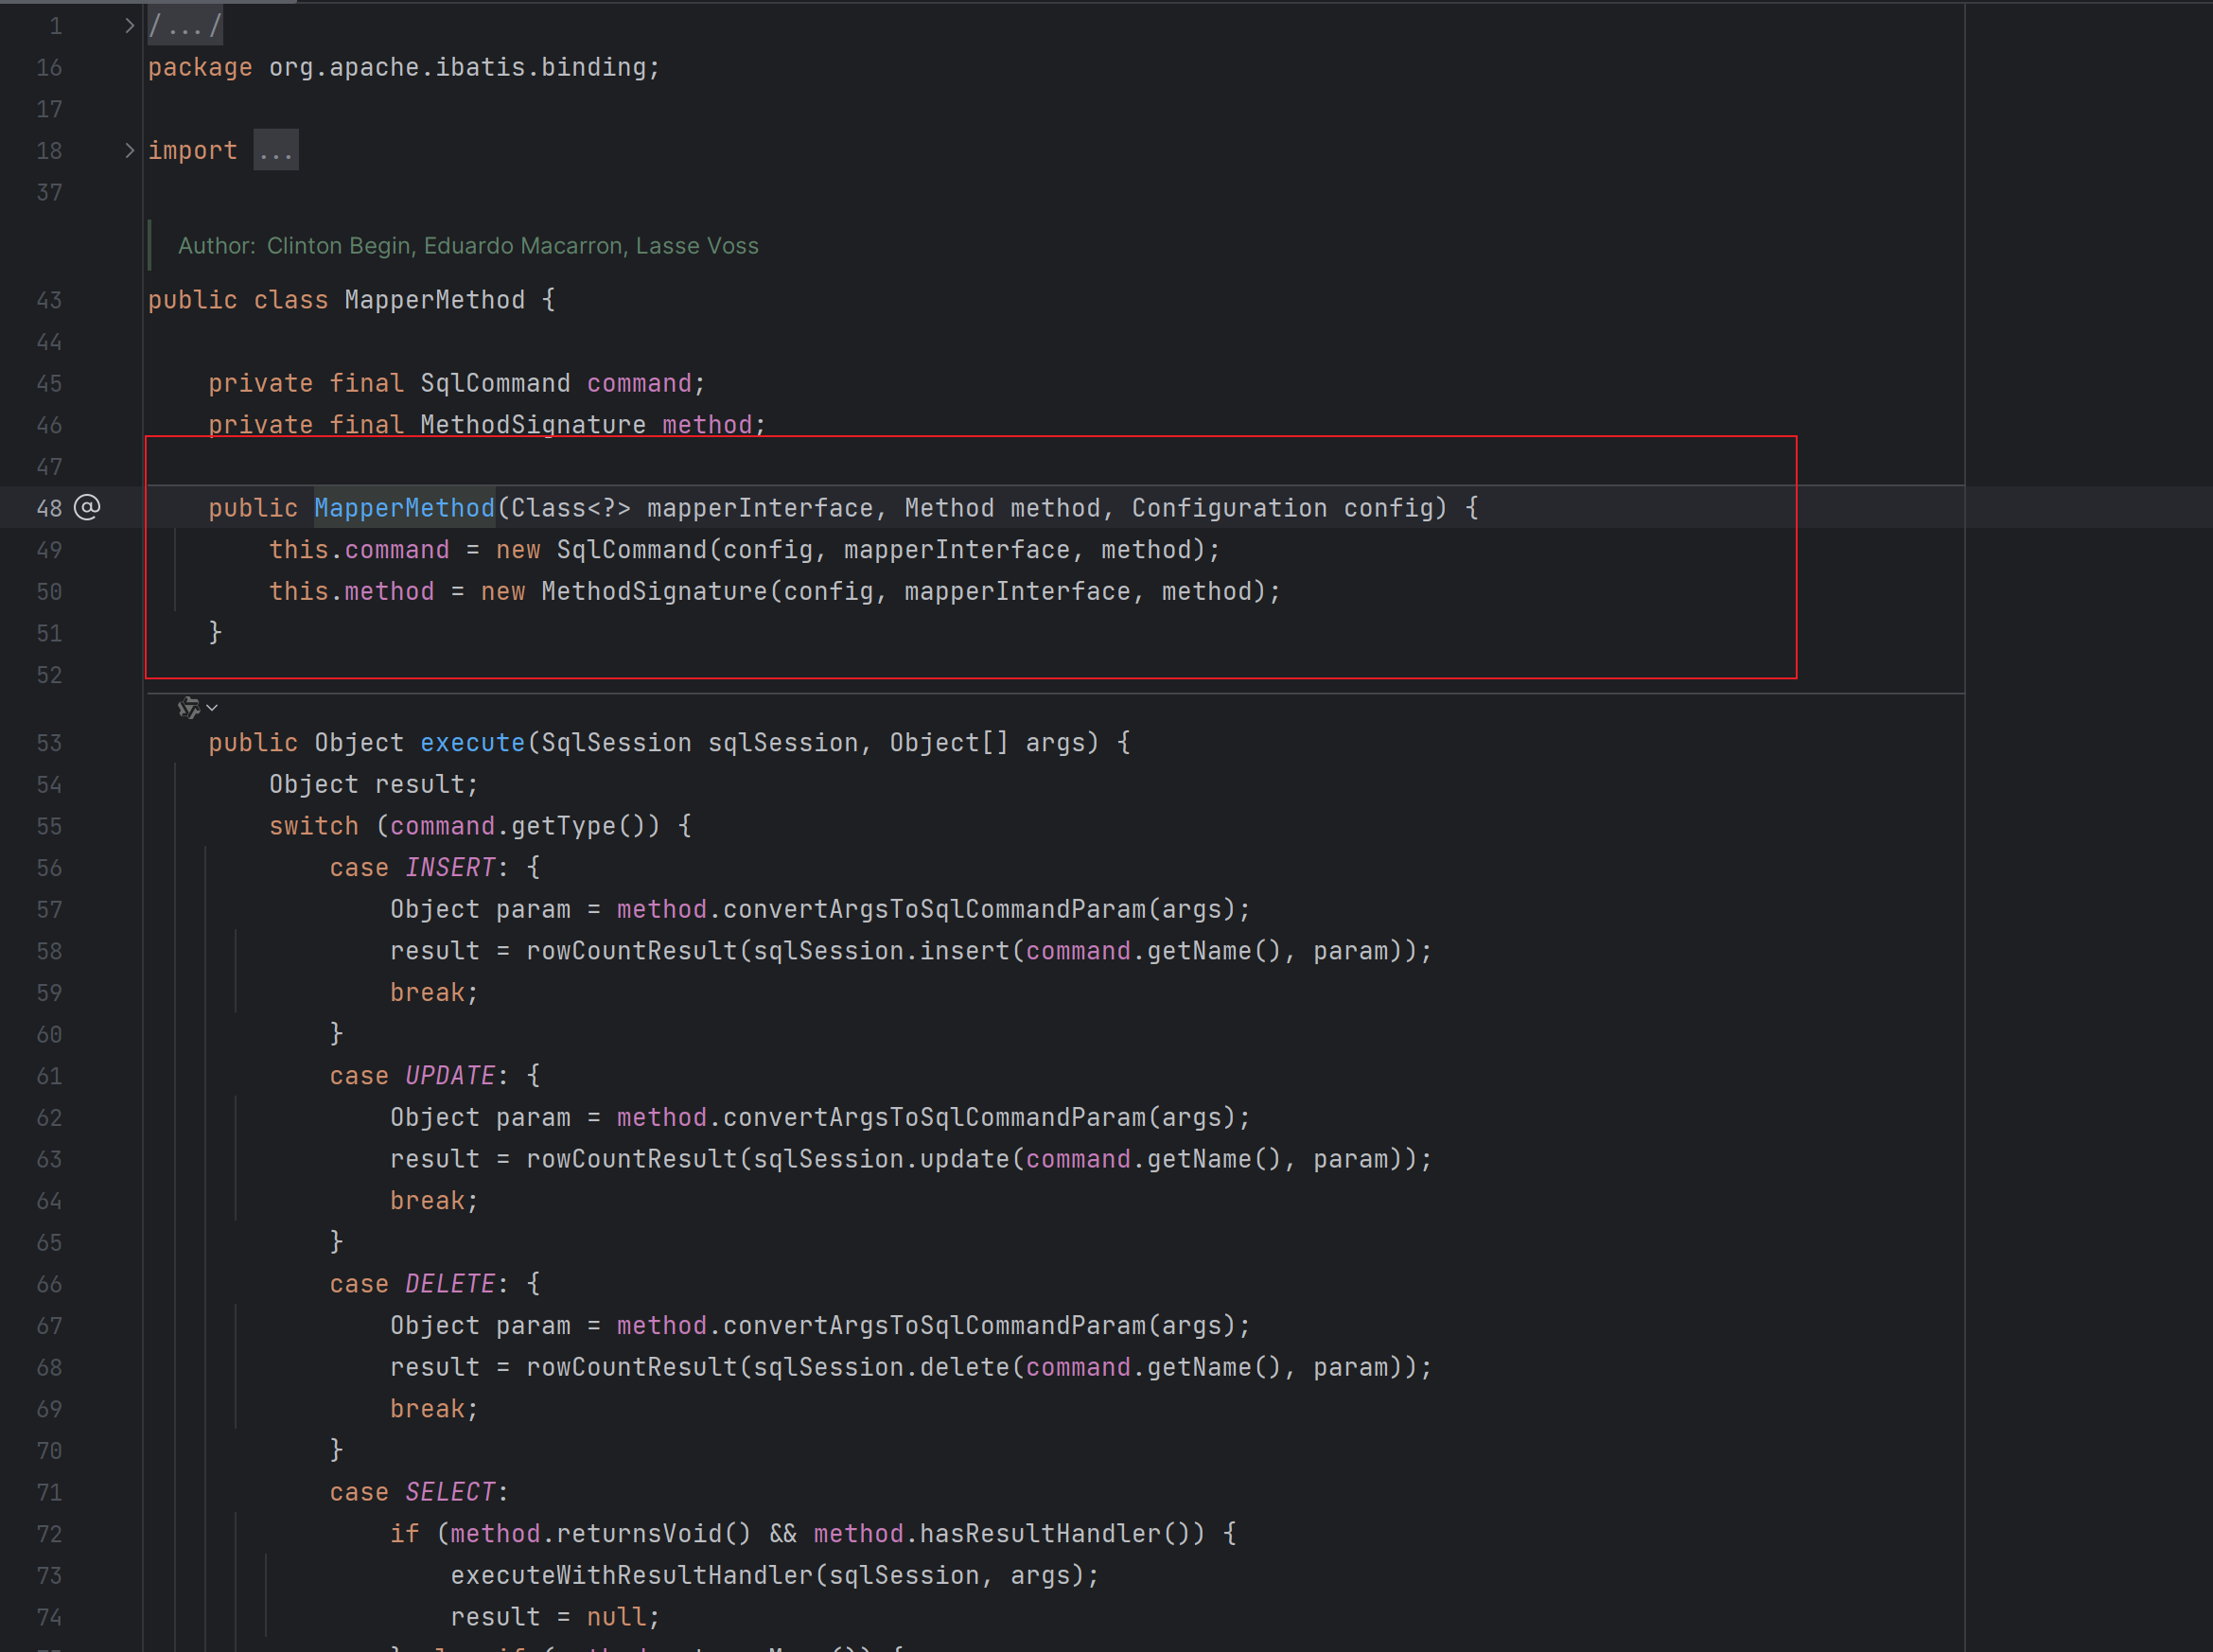 1 /.../
16 package org.apache.ibatis.binding;
17
18 import ...
37
Author: Clinton Begin, Eduardo Macarron, Lasse Voss
43 public class MapperMethod {
44
45 private final SqlCommand command;
46 private final MethodSignature method;
47
48 @ public MapperMethod(Class<?> mapperInterface, Method method, Configuration config) {
49 this.command = new SqlCommand(config, mapperInterface, method);
50 this.method = new MethodSignature(config, mapperInterface, method);
51 }
52
53 public Object execute(SqlSession sqlSession, Object[] args) {
54 Object result;
55 switch (command.getType()) {
56 case INSERT: {
57 Object param = method.convertArgsToSqlCommandParam(args);
58 result = rowCountResult(sqlSession.insert(command.getName(), param));
59 break;
60 }
61 case UPDATE: {
62 Object param = method.convertArgsToSqlCommandParam(args);
63 result = rowCountResult(sqlSession.update(command.getName(), param));
64 break;
65 }
66 case DELETE: {
67 Object param = method.convertArgsToSqlCommandParam(args);
68 result = rowCountResult(sqlSession.delete(command.getName(), param));
69 break;
70 }
71 case SELECT:
72 if (method.returnsVoid() && method.hasResultHandler()) {
73 executeWithResultHandler(sqlSession, args);
74 result = null;